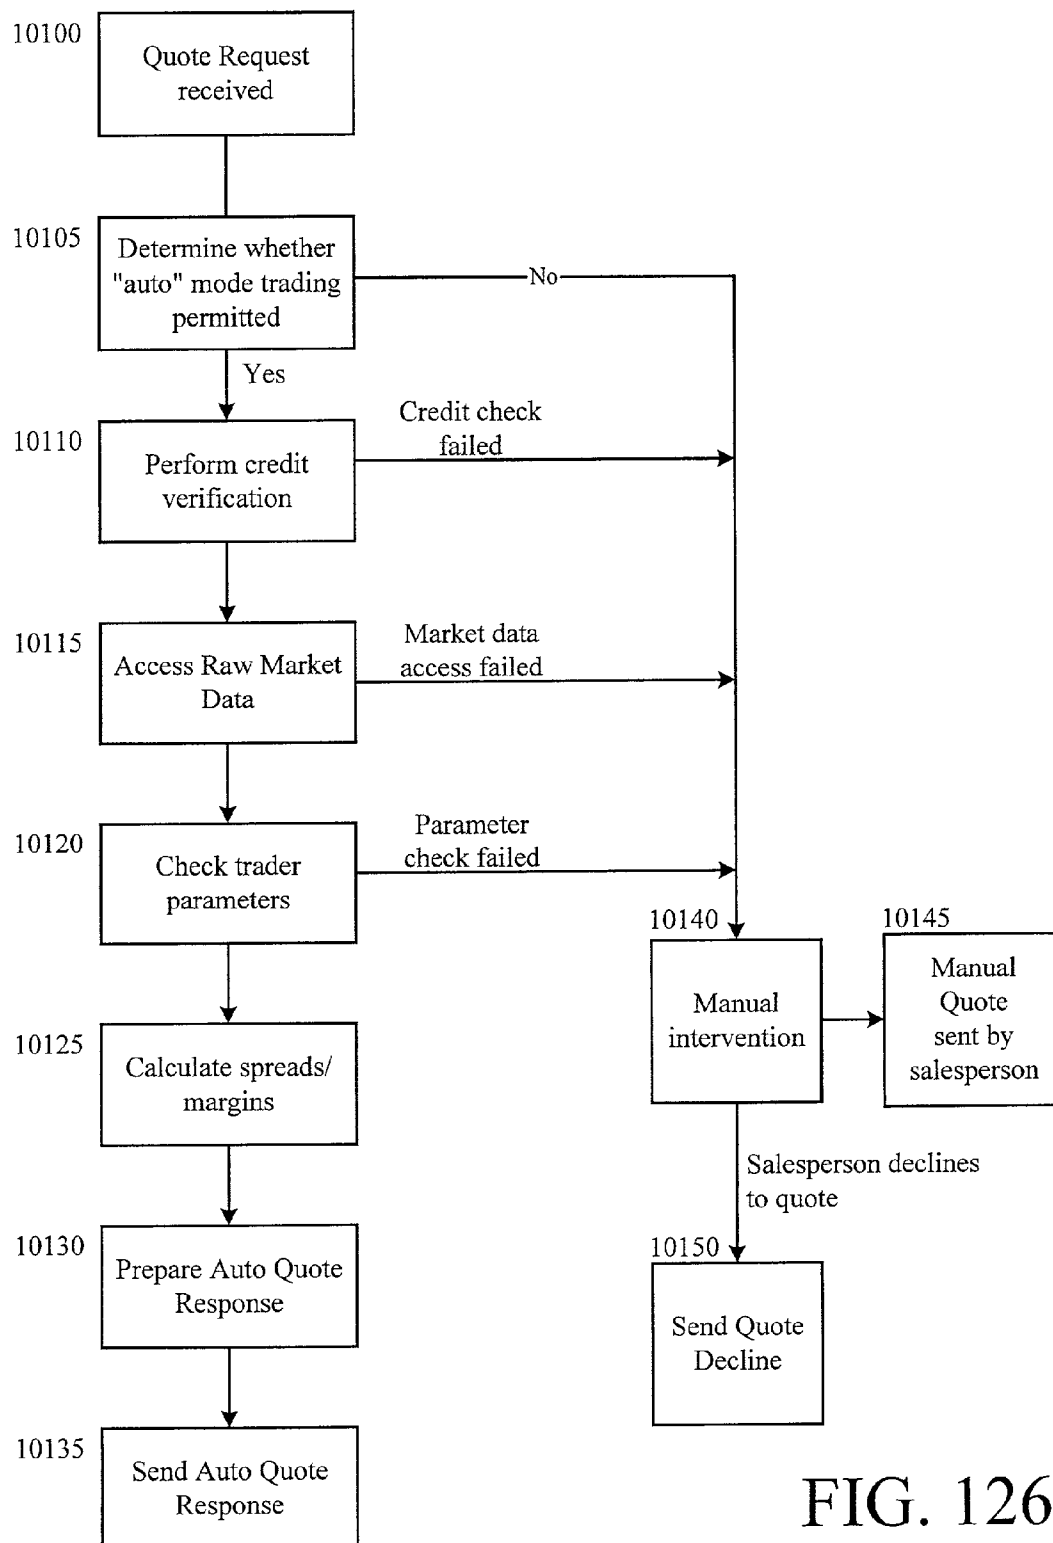 10100
Quote Request
received
10105
Determine whether
"auto" mode trading
permitted
No
Yes
10110
Perform credit
verification
Credit check
failed
10115
Access Raw Market
Data
Market data
access failed
10120
Check trader
parameters
Parameter
check failed
10125
Calculate spreads/
margins
10130
Prepare Auto Quote
Response
10135
Send Auto Quote
Response
10140
Manual
intervention
10145
Manual
Quote
sent by
salesperson
Salesperson declines
to quote
10150
Send Quote
Decline
FIG. 126